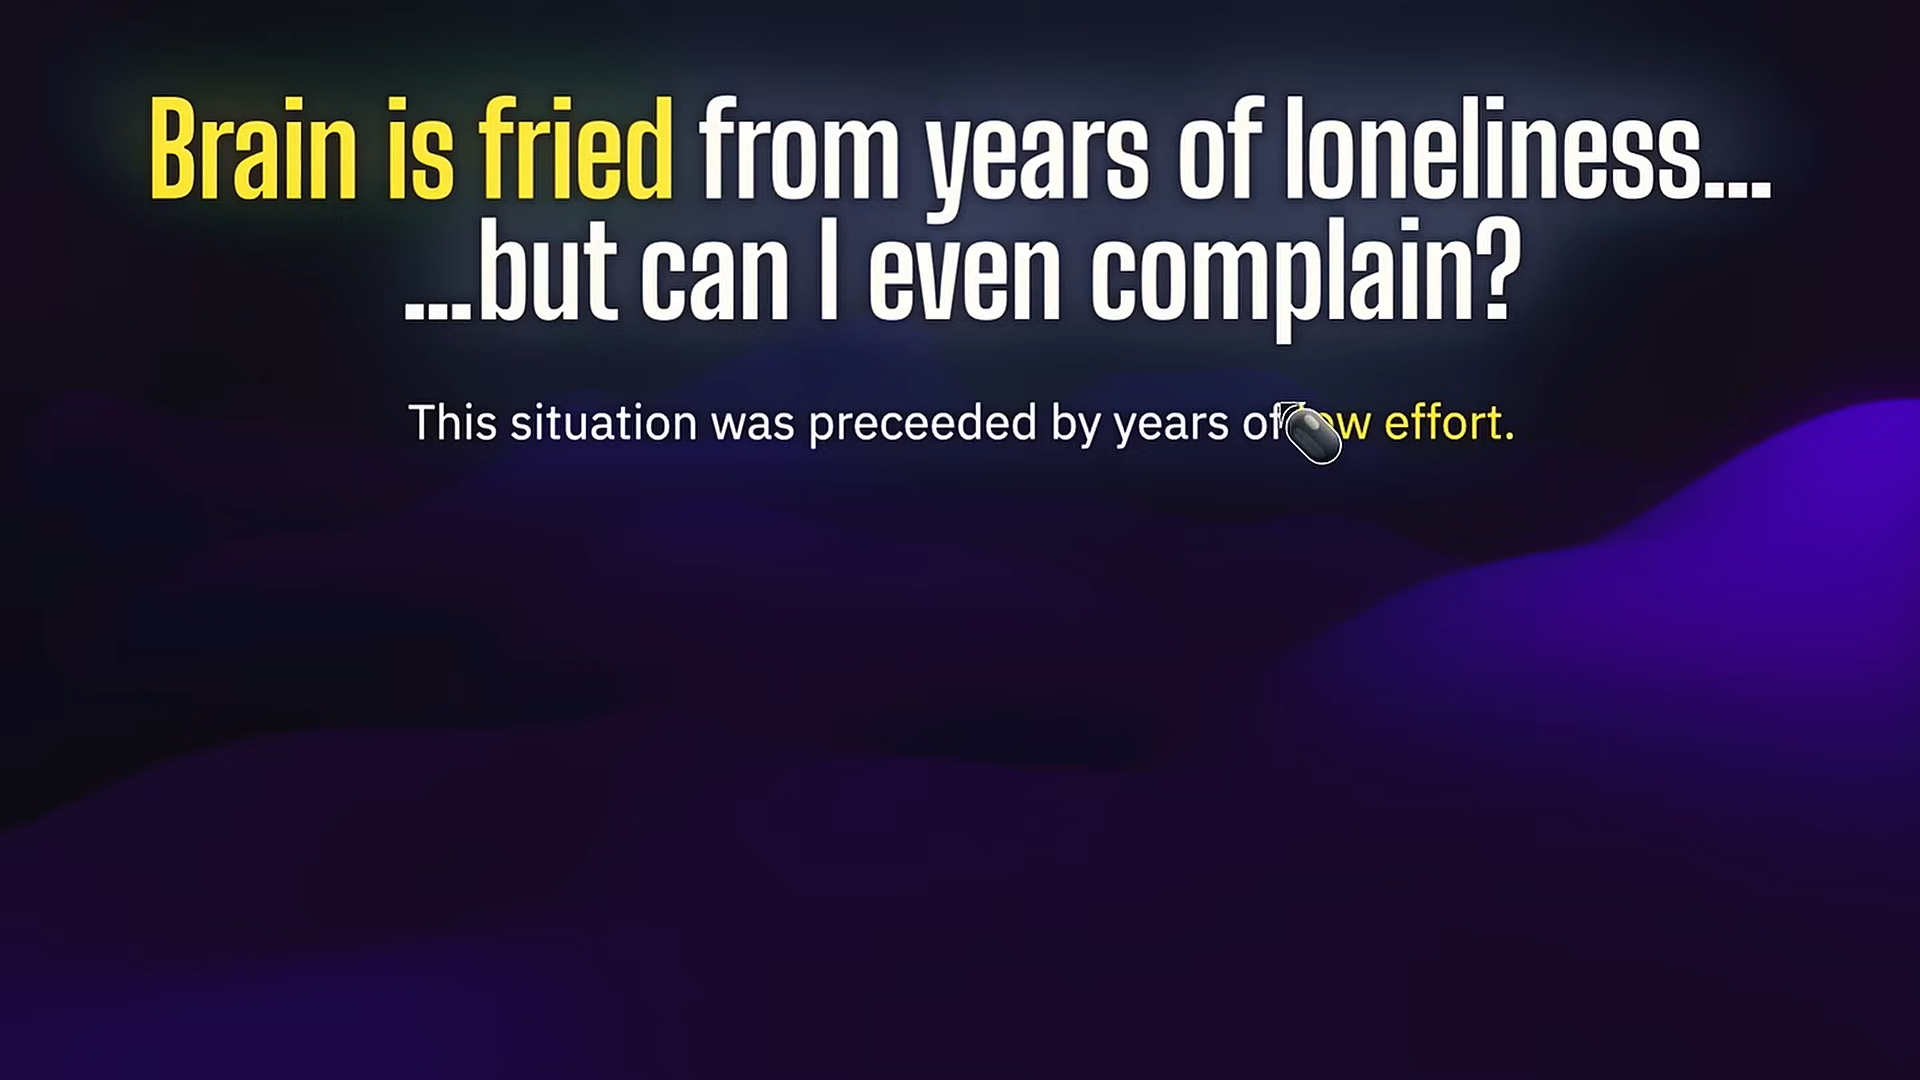 Brain is fried from years of loneliness...
...but can I even complain?
This situation was preceeded by years of low effort.